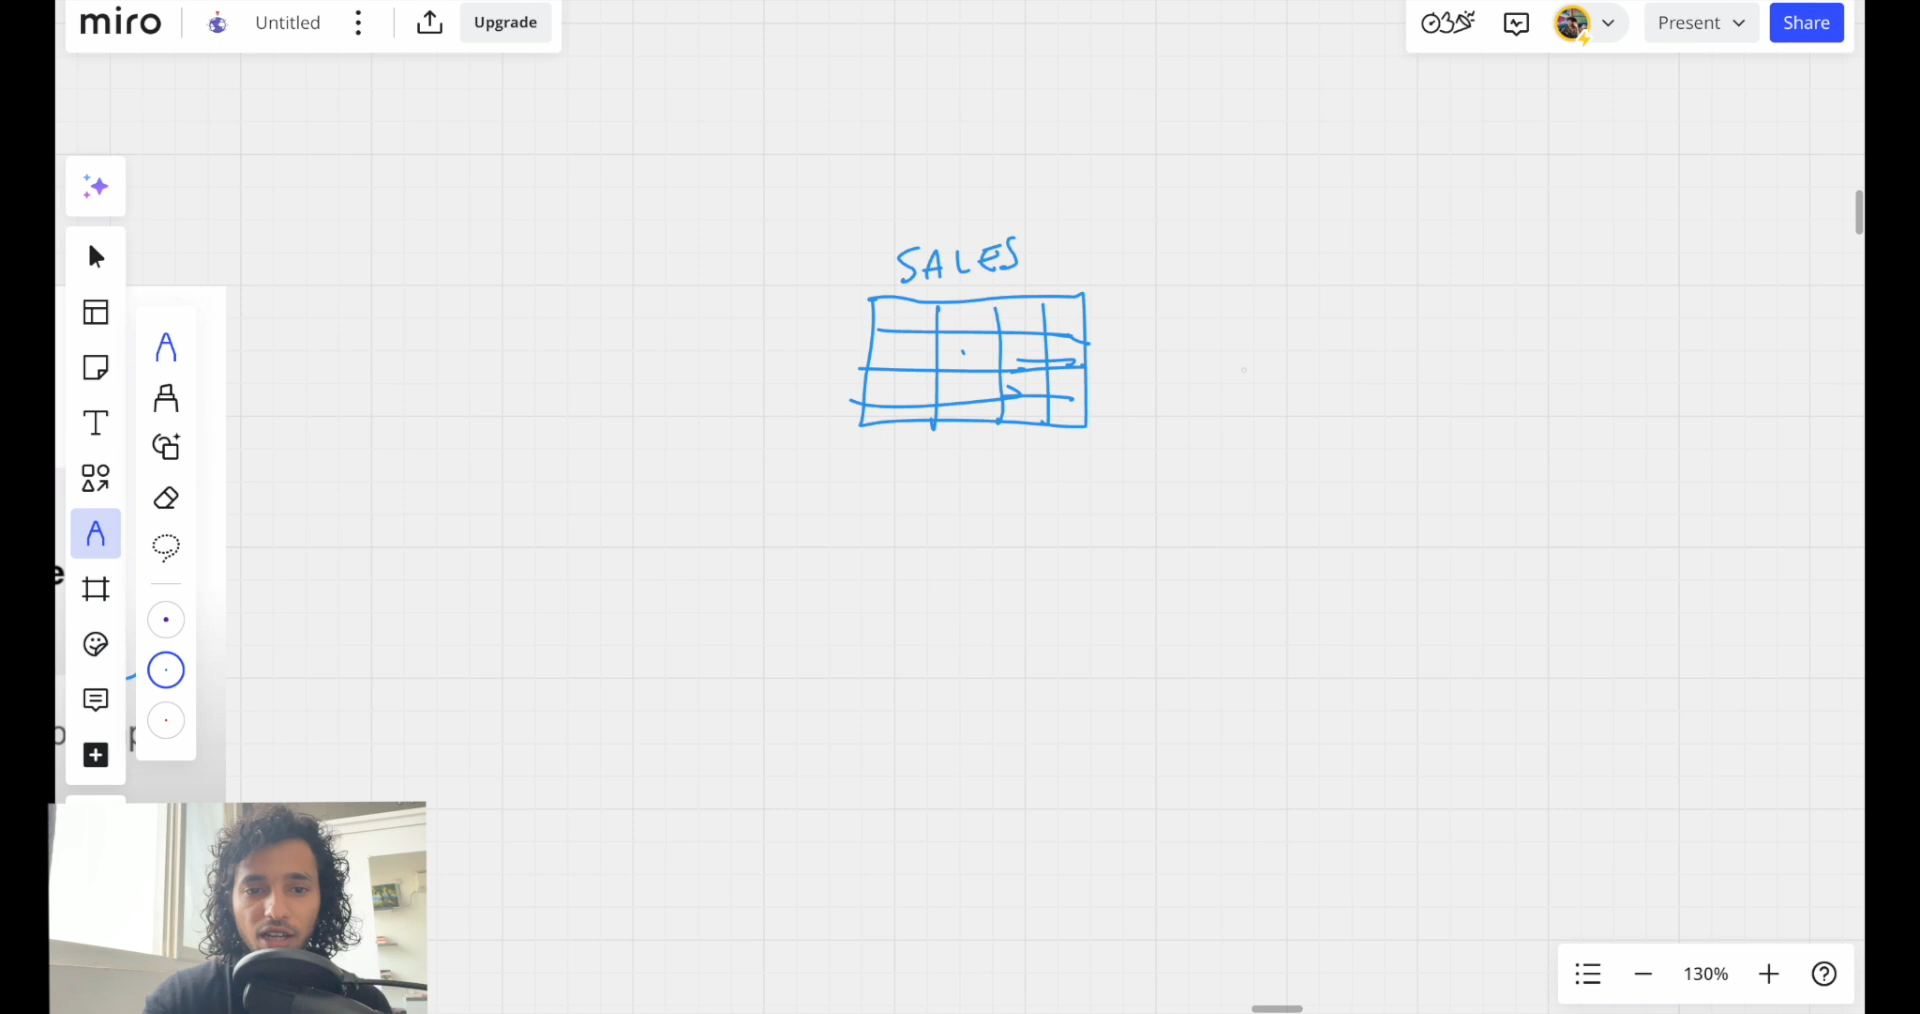 miro
Untitled
Upgrade
Present
Share
SALES
e
p
130%